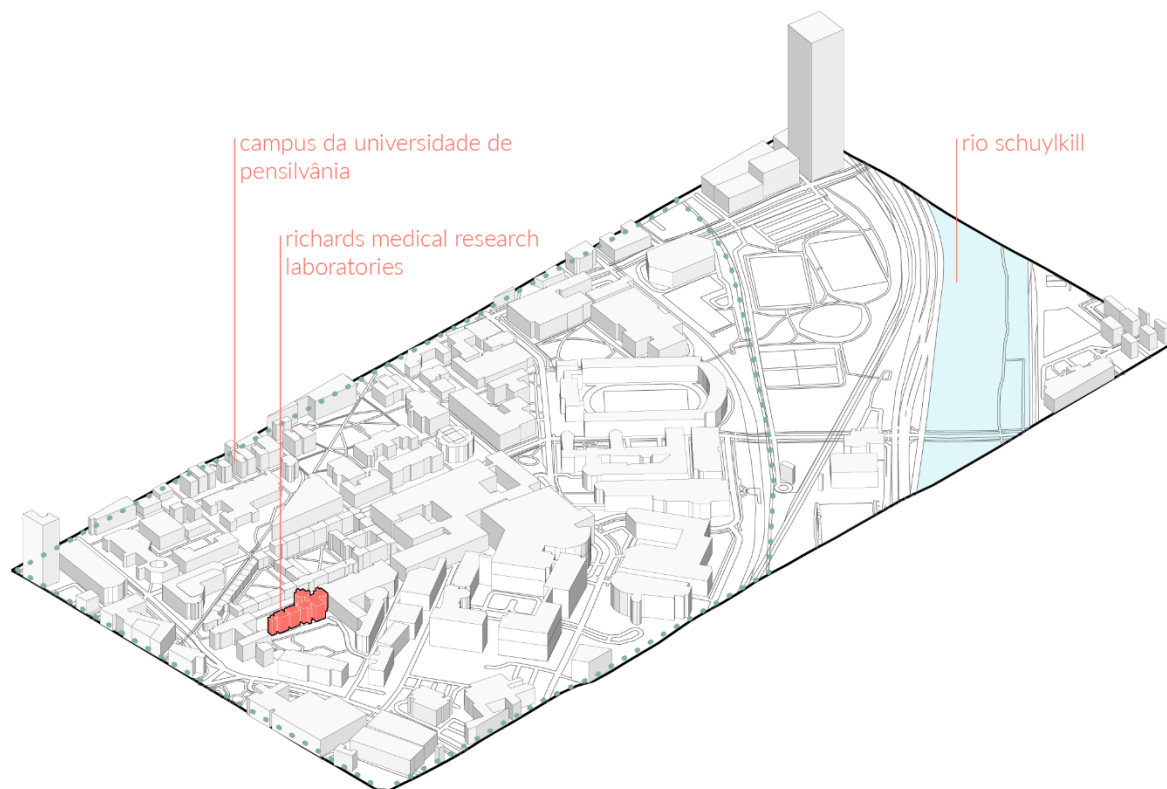 campus da universidade de
pensilvânia
richards medical research
laboratories
rio schuylkill